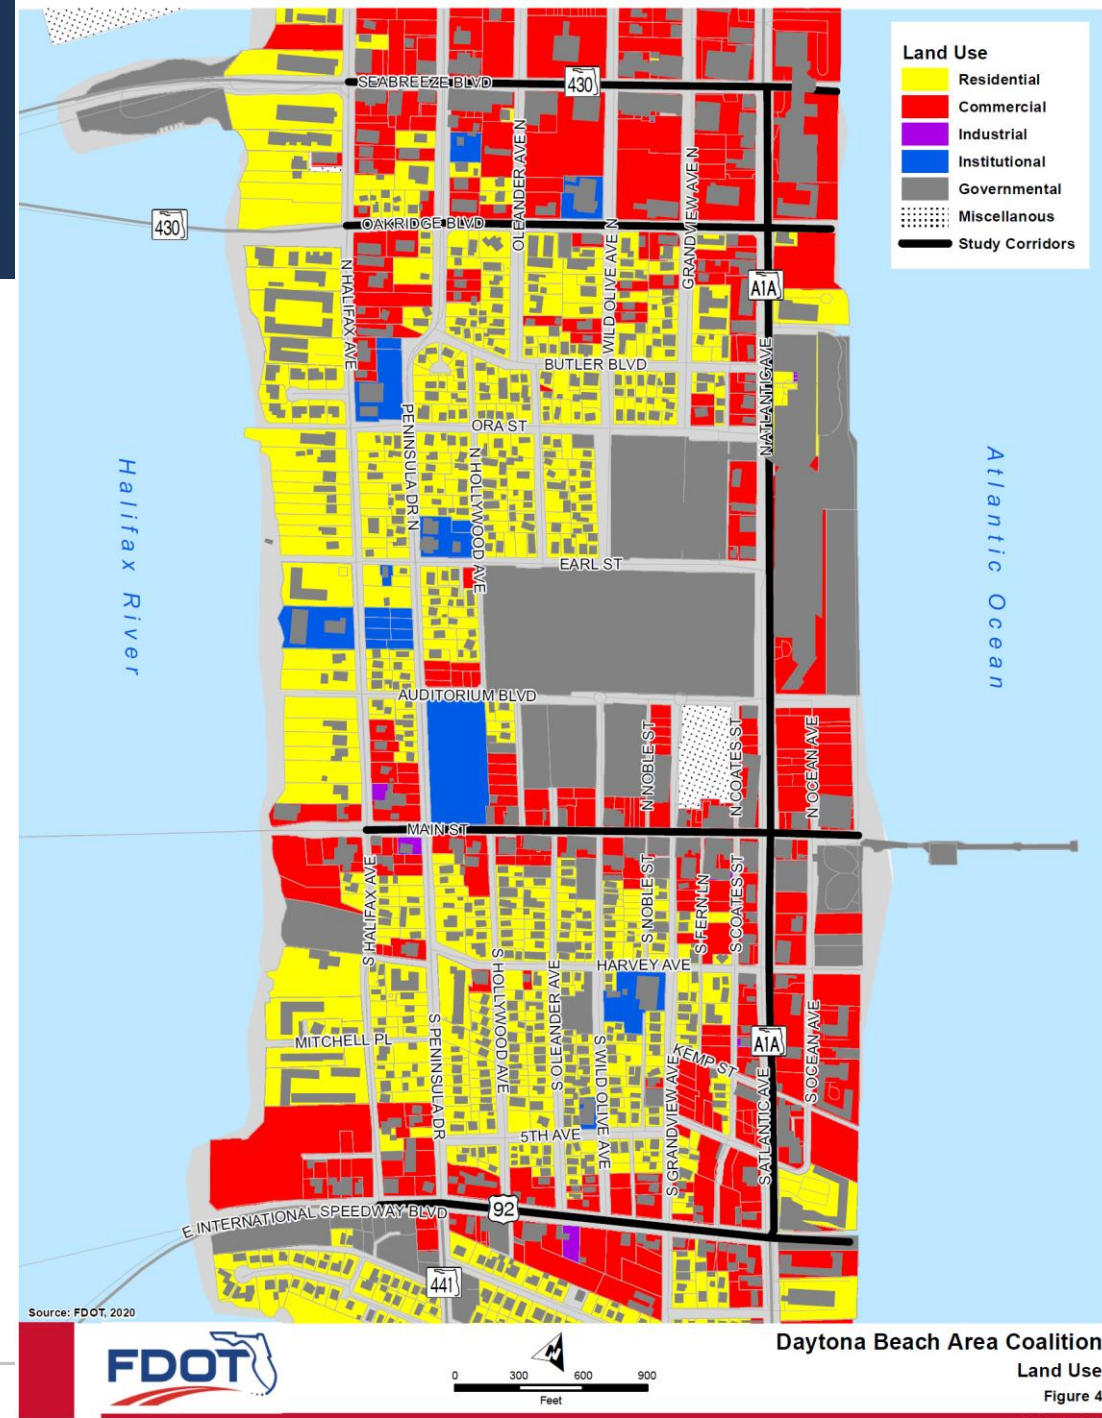 SEABREEZE BLVD
430
Land Use
Residential
Commercial
Industrial
Institutional
Governmental
Miscellanous
Study Corridors
OLEANDER AVE N
GRANDVIEW AVE N
430
OAKRIDGE BLVD
WILD OLIVE AVE N
N HALIFAX AVE
A1A
BUTLER BLVD
N ATLANTIC AVE
PENINSULA DR N
ORA ST
N HOLLYWOOD AVE
Halifax River
Atlantic Ocean
EARL ST
AUDITORIUM BLVD
N NOBLE ST
N COATES ST
N OCEAN AVE
MAIN ST
S HALIFAX AVE
S NOBLE ST
S FERN LN
S COATES ST
HARVEY AVE
S HOLLYWOOD AVE
S OLEANDER AVE
S OCEAN AVE
MITCHELL PL
S PENINSULA DR
S WILD OLIVE AVE
KEMP ST
A1A
S GRANDVIEW AVE
S ATLANTIC AVE
5TH AVE
E INTERNATIONAL SPEEDWAY BLVD
92
441
Source: FDOT, 2020
FDOT
N
0 300 600 900
Feet
Daytona Beach Area Coalition
Land Use
Figure 4